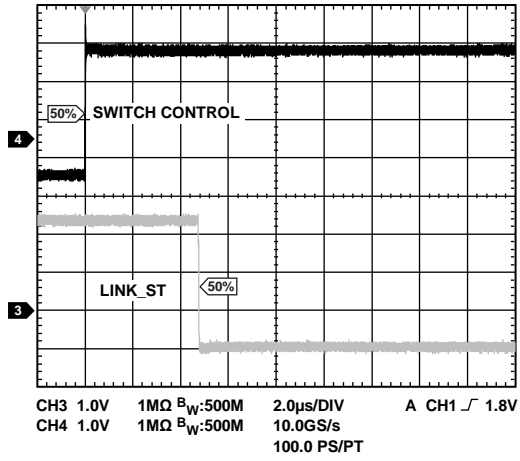 50% SWITCH CONTROL
4
LINK_ST 50%
3
CH3 1.0V 1MΩ BW:500M 2.0µs/DIV A CH1 1.8V
CH4 1.0V 1MΩ BW:500M 10.0GS/s
100.0 PS/PT